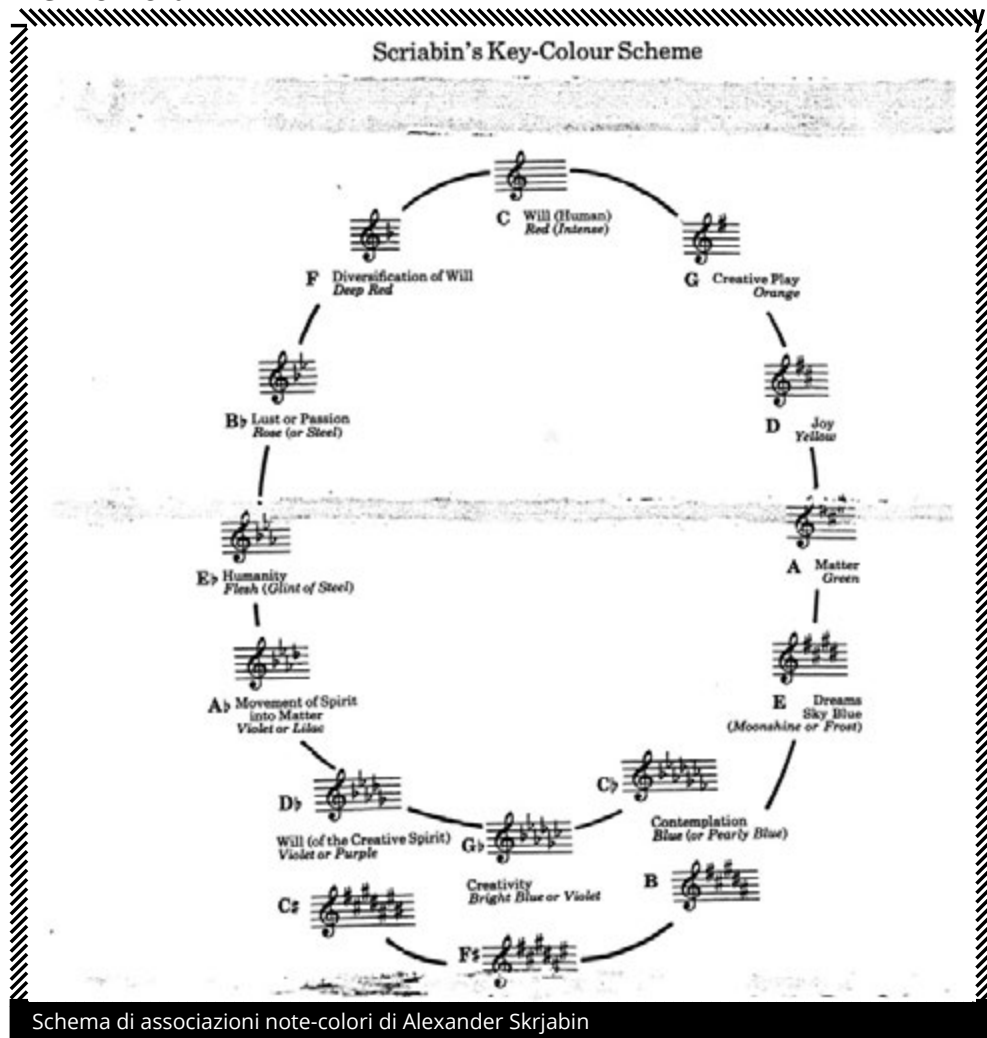 Scriabin's Key-Colour Scheme
C Will (Human)
Red (Intense)
G Creative Play
Orange
D Joy
Yellow
A Matter
Green
E Dreams
Sky Blue
(Moonshine or Frost)
C♭
Contemplation
Blue (or Pearly Blue)
B
G♭
Creativity
Bright Blue or Violet
F♯
D♭
Will (of the Creative Spirit)
Violet or Purple
C♯
A♭ Movement of Spirit
into Matter
Violet or Lilac
E♭ Humanity
Flesh (Glint of Steel)
B♭ Lust or Passion
Rose (or Steel)
F Diversification of Will
Deep Red
Schema di associazioni note-colori di Alexander Skrjabin